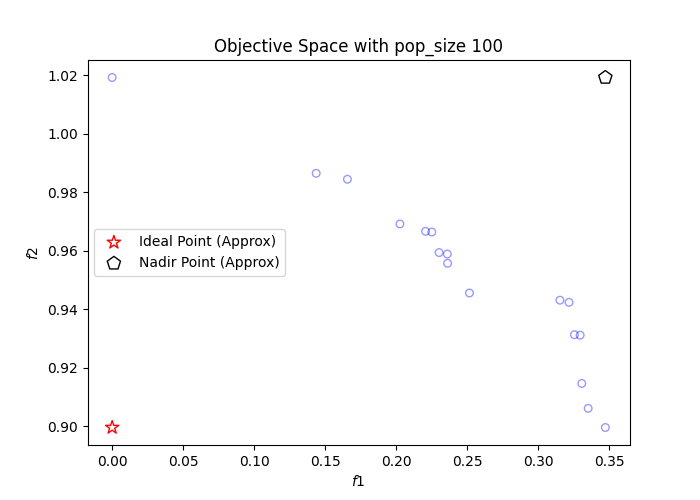 Objective Space with pop_size 100
f2
1.02
1.00
0.98
0.96
0.94
0.92
0.90
Ideal Point (Approx)
Nadir Point (Approx)
0.00 0.05 0.10 0.15 0.20 0.25 0.30 0.35
f1